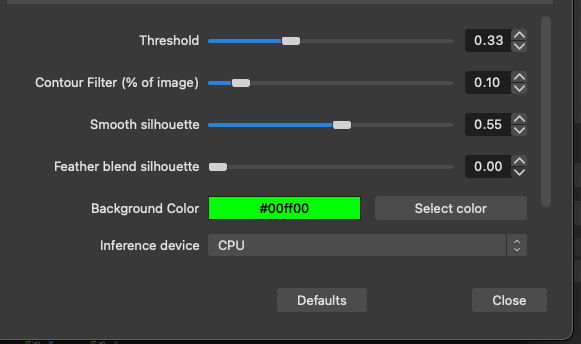 Threshold 0.33
Contour Filter (% of image) 0.10
Smooth silhouette 0.55
Feather blend silhouette 0.00
Background Color #00ff00 Select color
Inference device CPU
Defaults Close